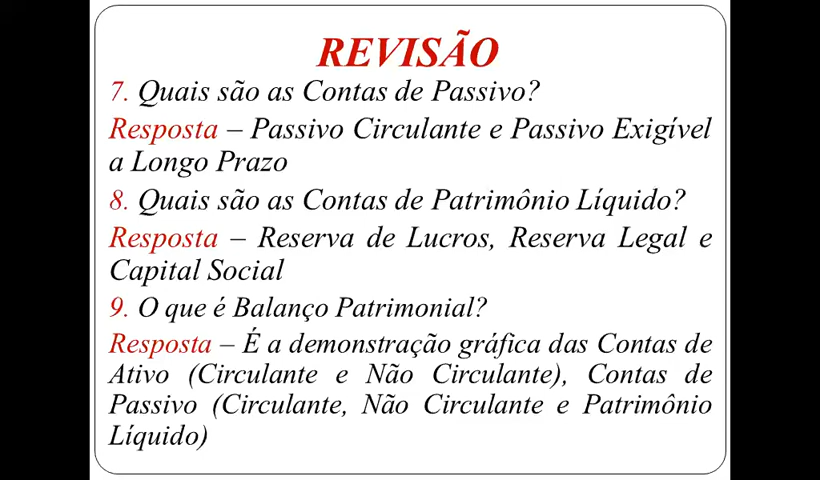 REVISÃO
7. Quais são as Contas de Passivo?
Resposta – Passivo Circulante e Passivo Exigível
a Longo Prazo
8. Quais são as Contas de Patrimônio Líquido?
Resposta – Reserva de Lucros, Reserva Legal e
Capital Social
9. O que é Balanço Patrimonial?
Resposta – É a demonstração gráfica das Contas de
Ativo (Circulante e Não Circulante), Contas de
Passivo (Circulante, Não Circulante e Patrimônio
Líquido)